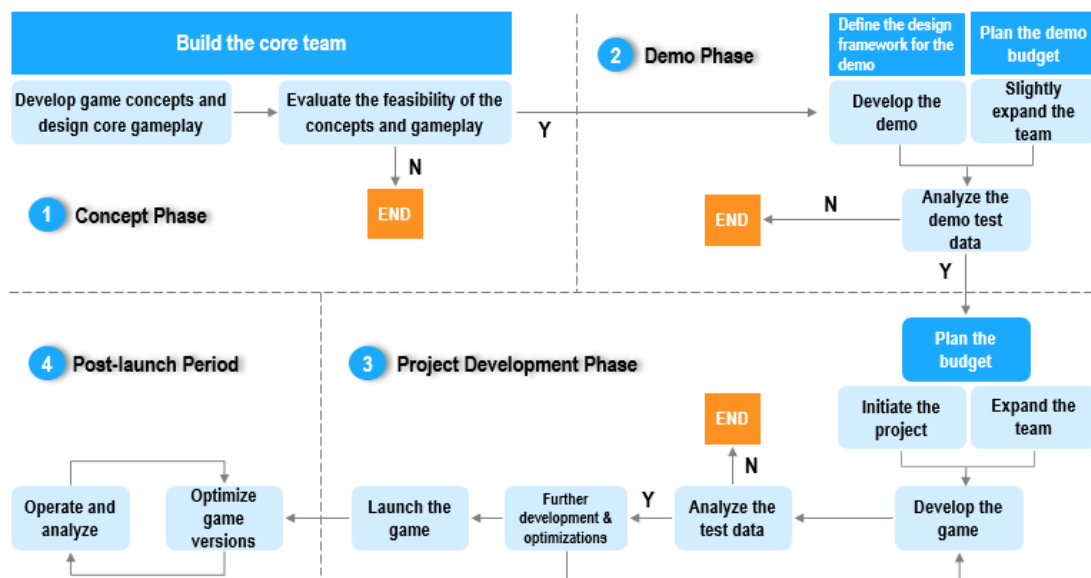 Build the core team
Develop game concepts and
design core gameplay
Evaluate the feasibility of the
concepts and gameplay
Y
N
END
1 Concept Phase
2 Demo Phase
Define the design
framework for the
demo
Plan the demo
budget
Develop the
demo
Slightly
expand the
team
Analyze the
demo test
data
N
END
Y
3 Project Development Phase
Plan the
budget
Initiate the
project
Expand the
team
Develop the
game
Analyze the
test data
N
END
Y
Further
development &
optimizations
Launch the
game
4 Post-launch Period
Optimize
game
versions
Operate and
analyze